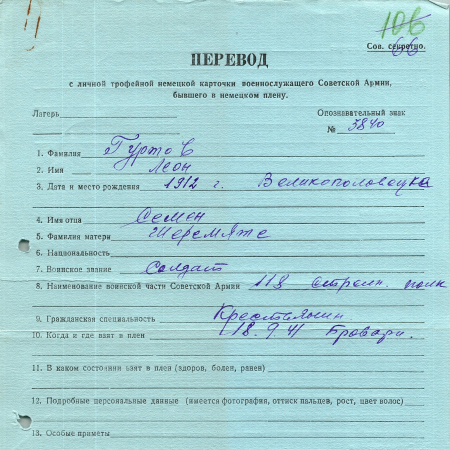 106
66
Сов. секретно.
ПЕРЕВОД
с личной трофейной немецкой карточки военнослужащего Советской Армии,
бывшего в немецком плену.
Лагерь
Опознавательный знак
№ 3840
1. Фамилия Гуртов
2. Имя Леон
3. Дата и место рождения 1912 г. Великополовецка
4. Имя отца Семен
5. Фамилия матери Шеремяте
6. Национальность
7. Воинское звание Солдат
8. Наименование воинской части Советской Армии 118 стрелк. полк
9. Гражданская специальность Крестьянин.
10. Когда и где взят в плен 18.9.41 Бровари.
11. В каком состоянии взят в плен (здоров, болен, ранен)
12. Подробные персональные данные (имеется фотография, оттиск пальцев, рост, цвет волос)
13. Особые приметы